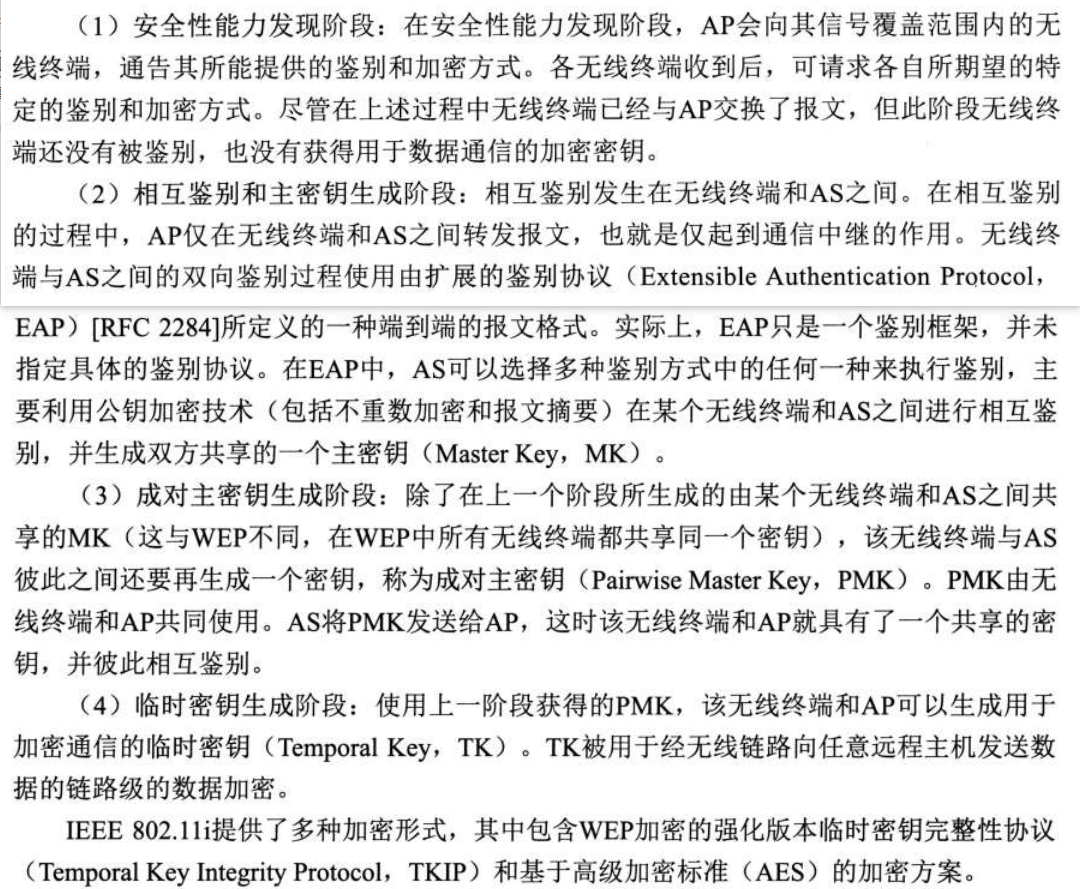 （1）安全性能力发现阶段：在安全性能力发现阶段，AP会向其信号覆盖范围内的无
线终端，通告其所能提供的鉴别和加密方式。各无线终端收到后，可请求各自所期望的特
定的鉴别和加密方式。尽管在上述过程中无线终端已经与AP交换了报文，但此阶段无线终
端还没有被鉴别，也没有获得用于数据通信的加密密钥。
（2）相互鉴别和主密钥生成阶段：相互鉴别发生在无线终端和AS之间。在相互鉴别
的过程中，AP仅在无线终端和AS之间转发报文，也就是仅起到通信中继的作用。无线终
端与AS之间的双向鉴别过程使用由扩展的鉴别协议（Extensible Authentication Protocol，
EAP）[RFC 2284]所定义的一种端到端的报文格式。实际上，EAP只是一个鉴别框架，并未
指定具体的鉴别协议。在EAP中，AS可以选择多种鉴别方式中的任何一种来执行鉴别，主
要利用公钥加密技术（包括不重数加密和报文摘要）在某个无线终端和AS之间进行相互鉴
别，并生成双方共享的一个主密钥（Master Key，MK）。
（3）成对主密钥生成阶段：除了在上一个阶段所生成的由某个无线终端和AS之间共
享的MK（这与WEP不同，在WEP中所有无线终端都共享同一个密钥），该无线终端与AS
彼此之间还要再生成一个密钥，称为成对主密钥（Pairwise Master Key，PMK）。PMK由无
线终端和AP共同使用。AS将PMK发送给AP，这时该无线终端和AP就具有了一个共享的密
钥，并彼此相互鉴别。
（4）临时密钥生成阶段：使用上一阶段获得的PMK，该无线终端和AP可以生成用于
加密通信的临时密钥（Temporal Key，TK）。TK被用于经无线链路向任意远程主机发送数
据的链路级的数据加密。
IEEE 802.11i提供了多种加密形式，其中包含WEP加密的强化版本临时密钥完整性协议
（Temporal Key Integrity Protocol，TKIP）和基于高级加密标准（AES）的加密方案。